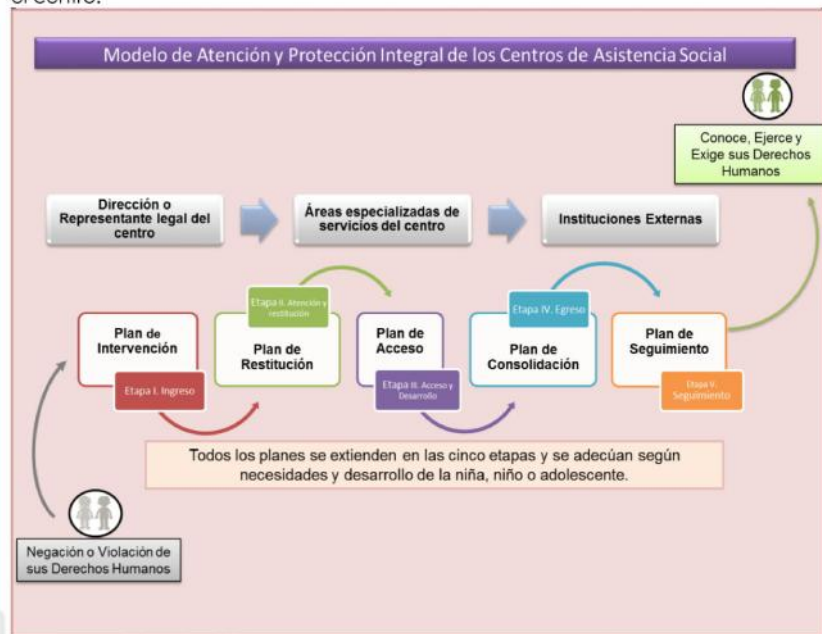 el centro.
Modelo de Atención y Protección Integral de los Centros de Asistencia Social
Conoce, Ejerce y
Exige sus Derechos
Humanos
Dirección o
Representante legal del
centro
Áreas especializadas de
servicios del centro
Instituciones Externas
Plan de
Intervención
Etapa I. Ingreso
Etapa II. Atención y
restitución
Plan de
Restitución
Plan de
Acceso
Etapa III. Acceso y
Desarrollo
Etapa IV. Egreso
Plan de
Consolidación
Plan de
Seguimiento
Etapa V.
Seguimiento
Todos los planes se extienden en las cinco etapas y se adecúan según
necesidades y desarrollo de la niña, niño o adolescente.
Negación o Violación de
sus Derechos Humanos